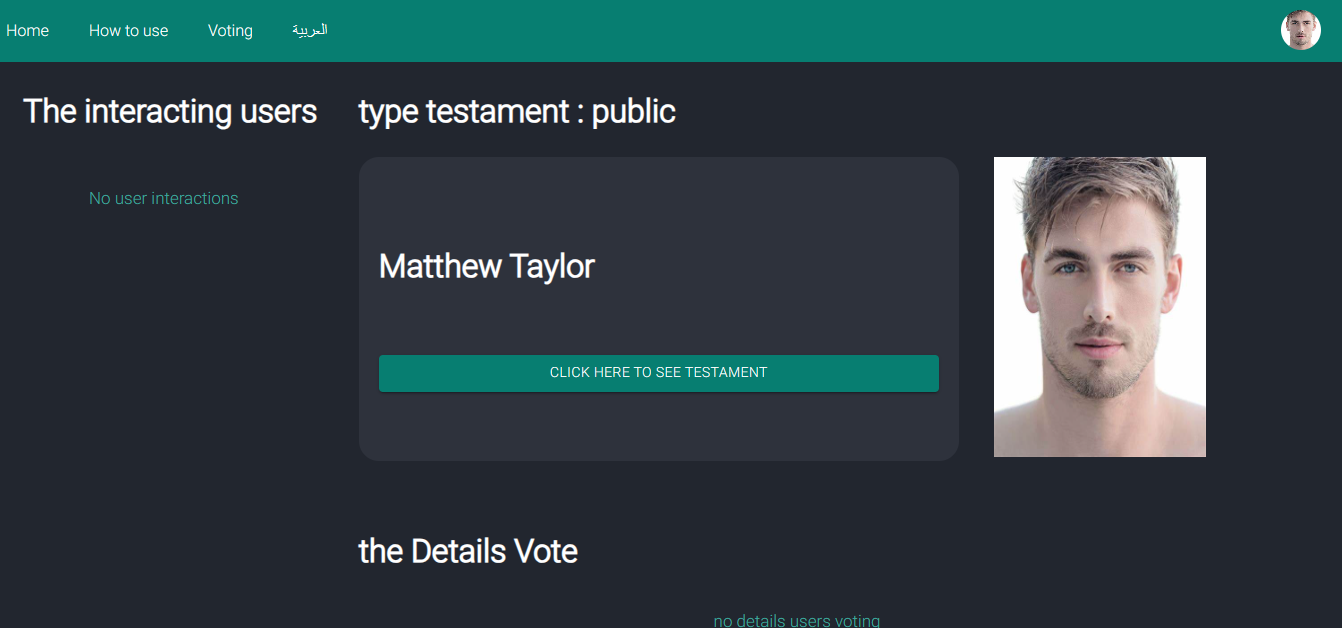 Home
How to use
Voting
العربية
The interacting users
type testament : public
No user interactions
Matthew Taylor
CLICK HERE TO SEE TESTAMENT
the Details Vote
no details users voting